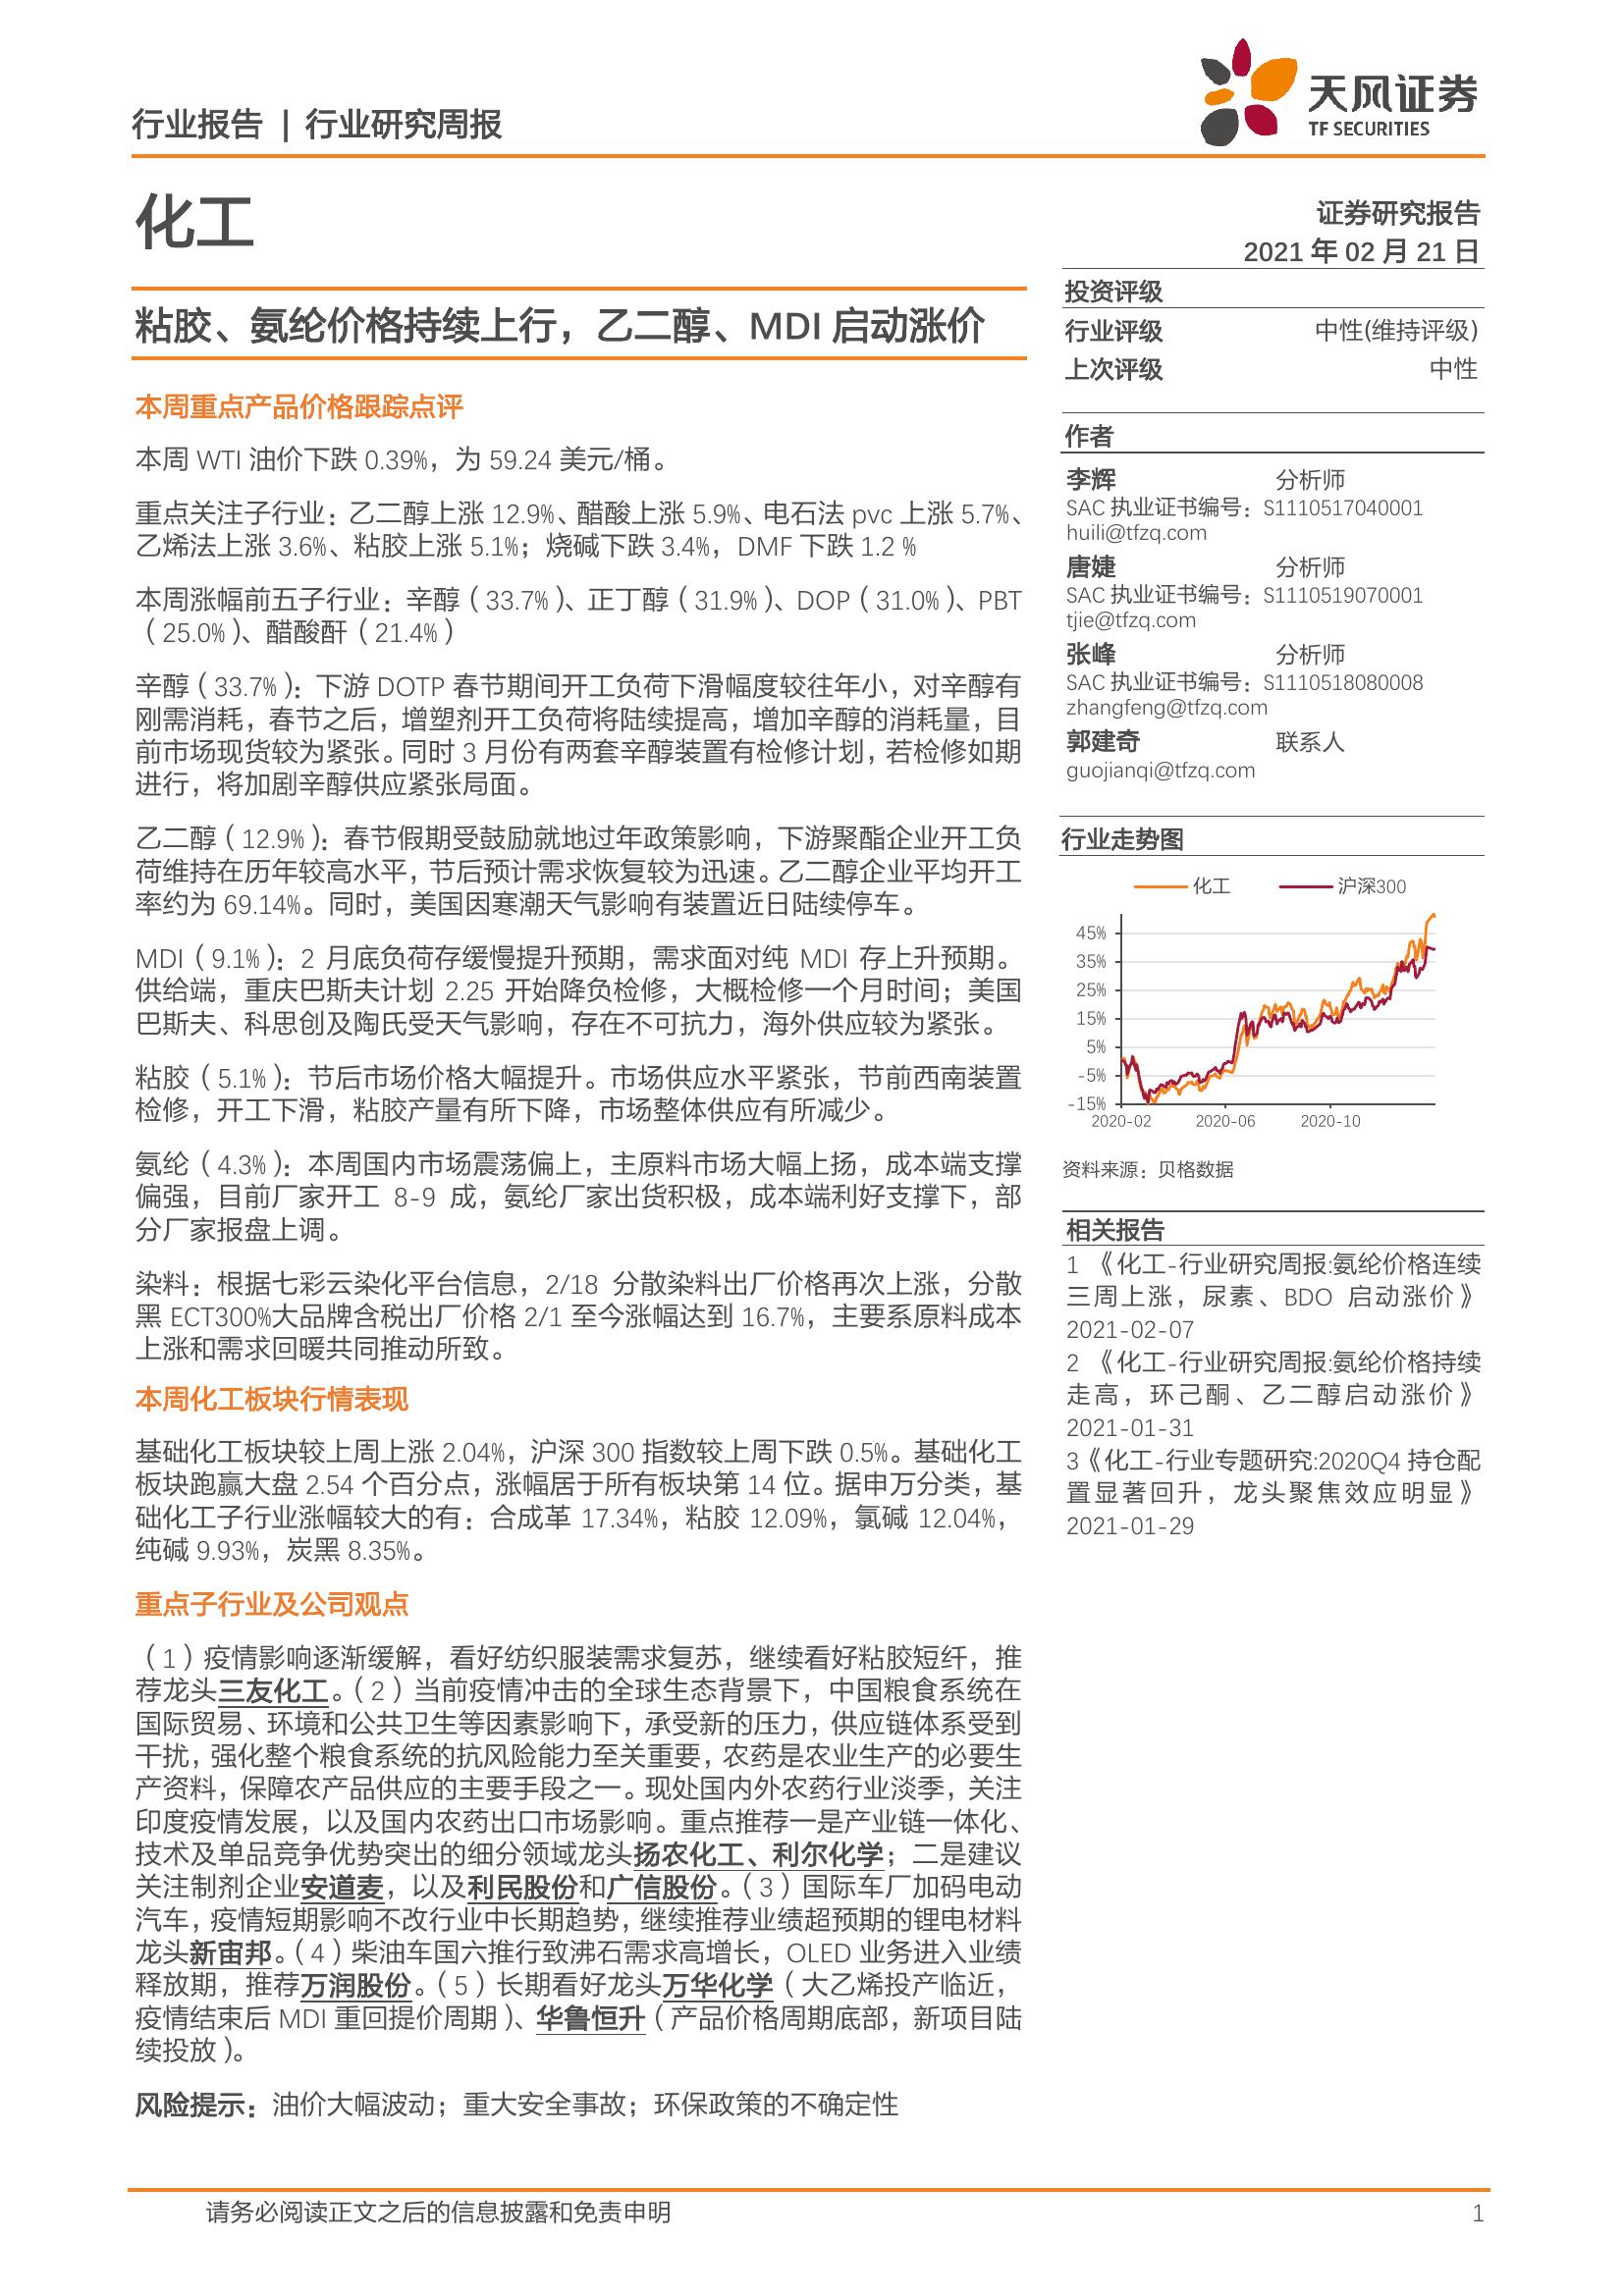 行业报告 | 行业研究周报
天风证券
TF SECURITIES
化工
证券研究报告
2021 年 02 月 21 日
粘胶、氨纶价格持续上行，乙二醇、MDI 启动涨价
本周重点产品价格跟踪点评
本周 WTI 油价下跌 0.39%，为 59.24 美元/桶。
重点关注子行业：乙二醇上涨 12.9%、醋酸上涨 5.9%、电石法 pvc 上涨 5.7%、
乙烯法上涨 3.6%、粘胶上涨 5.1%；烧碱下跌 3.4%，DMF 下跌 1.2 %
本周涨幅前五子行业：辛醇（33.7%）、正丁醇（31.9%）、DOP（31.0%）、PBT
（25.0%）、醋酸酐（21.4%）
辛醇（33.7%）：下游 DOTP 春节期间开工负荷下滑幅度较往年小，对辛醇有
刚需消耗，春节之后，增塑剂开工负荷将陆续提高，增加辛醇的消耗量，目
前市场现货较为紧张。同时 3 月份有两套辛醇装置有检修计划，若检修如期
进行，将加剧辛醇供应紧张局面。
乙二醇（12.9%）：春节假期受鼓励就地过年政策影响，下游聚酯企业开工负
荷维持在历年较高水平，节后预计需求恢复较为迅速。乙二醇企业平均开工
率约为 69.14%。同时，美国因寒潮天气影响有装置近日陆续停车。
MDI（9.1%）：2 月底负荷存缓慢提升预期，需求面对纯 MDI 存上升预期。
供给端，重庆巴斯夫计划 2.25 开始降负检修，大概检修一个月时间；美国
巴斯夫、科思创及陶氏受天气影响，存在不可抗力，海外供应较为紧张。
粘胶（5.1%）：节后市场价格大幅提升。市场供应水平紧张，节前西南装置
检修，开工下滑，粘胶产量有所下降，市场整体供应有所减少。
氨纶（4.3%）：本周国内市场震荡偏上，主原料市场大幅上扬，成本端支撑
偏强，目前厂家开工 8-9 成，氨纶厂家出货积极，成本端利好支撑下，部
分厂家报盘上调。
染料：根据七彩云染化平台信息，2/18 分散染料出厂价格再次上涨，分散
黑 ECT300%大品牌含税出厂价格 2/1 至今涨幅达到 16.7%，主要系原料成本
上涨和需求回暖共同推动所致。
本周化工板块行情表现
基础化工板块较上周上涨 2.04%，沪深 300 指数较上周下跌 0.5%。基础化工
板块跑赢大盘 2.54 个百分点，涨幅居于所有板块第 14 位。据申万分类，基
础化工子行业涨幅较大的有：合成革 17.34%，粘胶 12.09%，氯碱 12.04%，
纯碱 9.93%，炭黑 8.35%。
重点子行业及公司观点
（1）疫情影响逐渐缓解，看好纺织服装需求复苏，继续看好粘胶短纤，推
荐龙头三友化工。（2）当前疫情冲击的全球生态背景下，中国粮食系统在
国际贸易、环境和公共卫生等因素影响下，承受新的压力，供应链体系受到
干扰，强化整个粮食系统的抗风险能力至关重要，农药是农业生产的必要生
产资料，保障农产品供应的主要手段之一。现处国内外农药行业淡季，关注
印度疫情发展，以及国内农药出口市场影响。重点推荐一是产业链一体化、
技术及单品竞争优势突出的细分领域龙头扬农化工、利尔化学；二是建议
关注制剂企业安道麦，以及利民股份和广信股份。（3）国际车厂加码电动
汽车，疫情短期影响不改行业中长期趋势，继续推荐业绩超预期的锂电材料
龙头新宙邦。（4）柴油车国六推行致沸石需求高增长，OLED 业务进入业绩
释放期，推荐万润股份。（5）长期看好龙头万华化学（大乙烯投产临近，
疫情结束后 MDI 重回提价周期）、华鲁恒升（产品价格周期底部，新项目陆
续投放）。
风险提示：油价大幅波动；重大安全事故；环保政策的不确定性
投资评级
行业评级 中性(维持评级)
上次评级 中性
作者
李辉 分析师
SAC 执业证书编号：S1110517040001
huili@tfzq.com
唐婕 分析师
SAC 执业证书编号：S1110519070001
tjie@tfzq.com
张峰 分析师
SAC 执业证书编号：S1110518080008
zhangfeng@tfzq.com
郭建奇 联系人
guojianqi@tfzq.com
行业走势图
化工 沪深300
45%
35%
25%
15%
5%
-5%
-15%
2020-02 2020-06 2020-10
资料来源：贝格数据
相关报告
1 《化工-行业研究周报:氨纶价格连续
三周上涨，尿素、BDO 启动涨价》
2021-02-07
2 《化工-行业研究周报:氨纶价格持续
走高，环己酮、乙二醇启动涨价》
2021-01-31
3《化工-行业专题研究:2020Q4 持仓配
置显著回升，龙头聚焦效应明显》
2021-01-29
请务必阅读正文之后的信息披露和免责申明 1